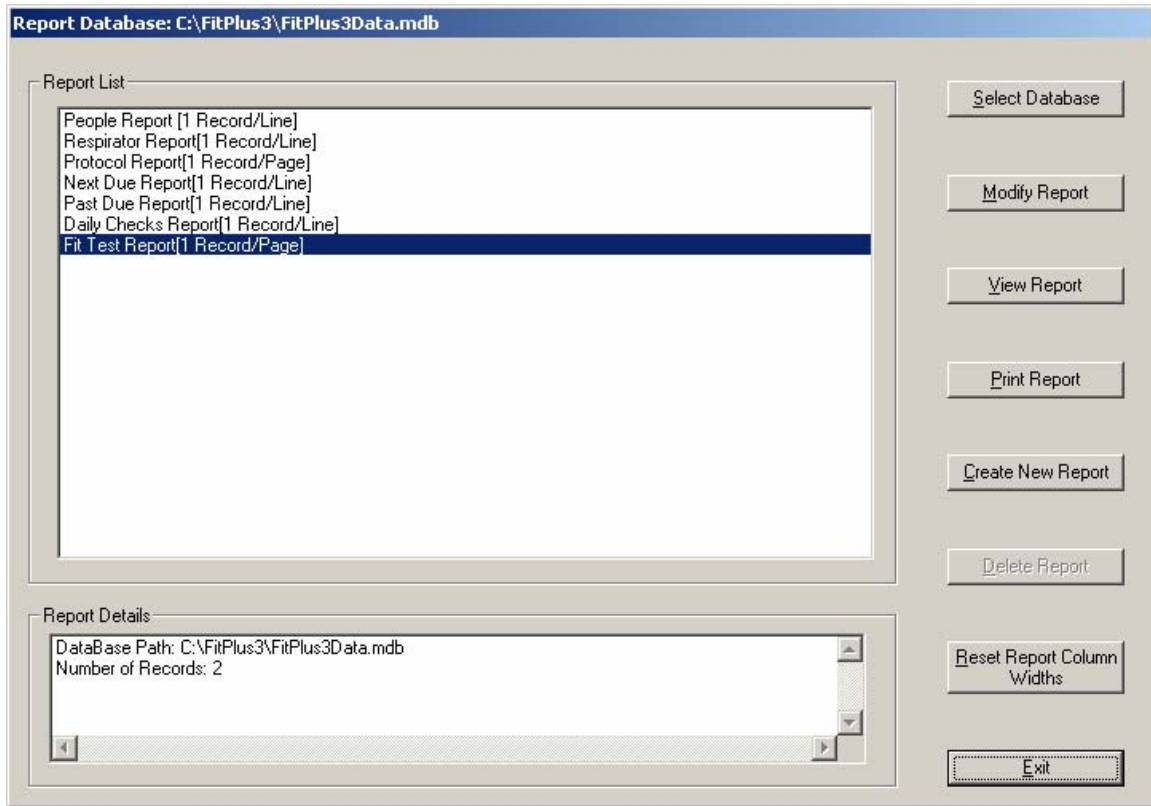 Report Database: C:\FitPlus3\FitPlus3Data.mdb
Report List
People Report [1 Record/Line]
Respirator Report[1 Record/Line]
Protocol Report[1 Record/Page]
Next Due Report[1 Record/Line]
Past Due Report[1 Record/Line]
Daily Checks Report[1 Record/Line]
Fit Test Report[1 Record/Page]
Select Database
Modify Report
View Report
Print Report
Create New Report
Delete Report
Reset Report Column
Widths
Exit
Report Details
DataBase Path: C:\FitPlus3\FitPlus3Data.mdb
Number of Records: 2